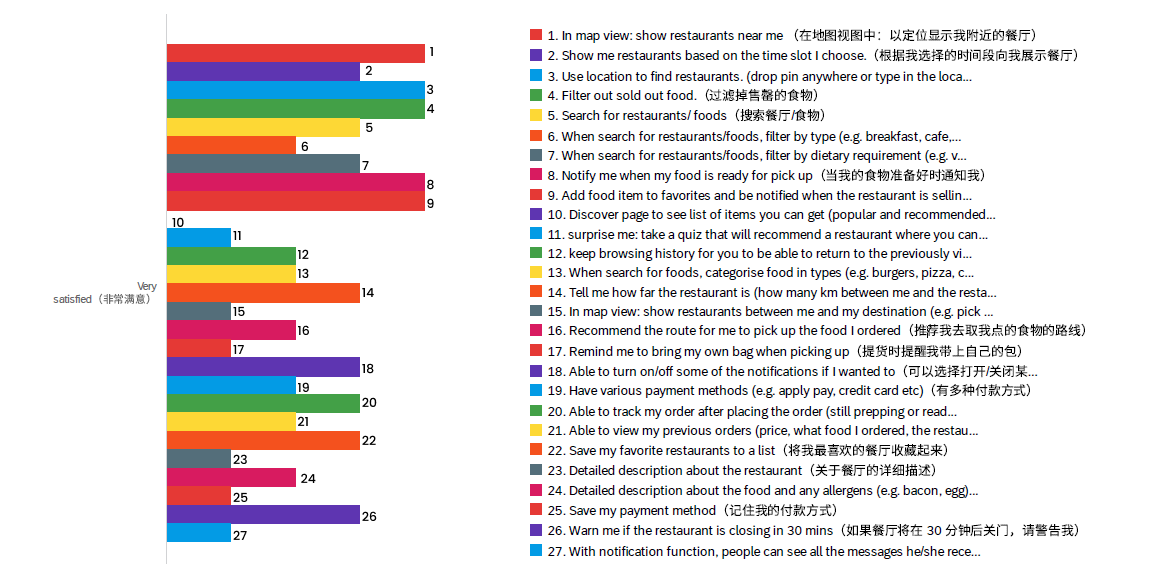 Very
satisfied（非常满意）
1
2
3
4
5
6
7
8
9
10
11
12
13
14
15
16
17
18
19
20
21
22
23
24
25
26
27
1. In map view: show restaurants near me （在地图视图中：以定位显示我附近的餐厅）
2. Show me restaurants based on the time slot I choose.（根据我选择的时间段向我展示餐厅）
3. Use location to find restaurants. (drop pin anywhere or type in the loca...
4. Filter out sold out food.（过滤掉售罄的食物）
5. Search for restaurants/ foods（搜索餐厅/食物）
6. When search for restaurants/foods, filter by type (e.g. breakfast, cafe,...
7. When search for restaurants/foods, filter by dietary requirement (e.g. v...
8. Notify me when my food is ready for pick up（当我的食物准备好时通知我）
9. Add food item to favorites and be notified when the restaurant is sellin...
10. Discover page to see list of items you can get (popular and recommended...
11. surprise me: take a quiz that will recommend a restaurant where you can...
12. keep browsing history for you to be able to return to the previously vi...
13. When search for foods, categorise food in types (e.g. burgers, pizza, c...
14. Tell me how far the restaurant is (how many km between me and the resta...
15. In map view: show restaurants between me and my destination (e.g. pick ...
16. Recommend the route for me to pick up the food I ordered（推荐我去取我点的食物的路线）
17. Remind me to bring my own bag when picking up（提货时提醒我带上自己的包）
18. Able to turn on/off some of the notifications if I wanted to（可以选择打开/关闭某...
19. Have various payment methods (e.g. apply pay, credit card etc)（有多种付款方式）
20. Able to track my order after placing the order (still prepping or read...
21. Able to view my previous orders (price, what food I ordered, the restau...
22. Save my favorite restaurants to a list（将我最喜欢的餐厅收藏起来）
23. Detailed description about the restaurant（关于餐厅的详细描述）
24. Detailed description about the food and any allergens (e.g. bacon, egg)...
25. Save my payment method（记住我的付款方式）
26. Warn me if the restaurant is closing in 30 mins（如果餐厅将在 30 分钟后关门，请警告我）
27. With notification function, people can see all the messages he/she rece...